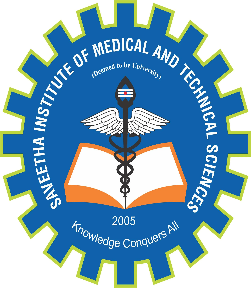 SAVEETHA INSTITUTE OF MEDICAL AND TECHNICAL SCIENCES
(Deemed to be University)
2005
Knowledge Conquers All